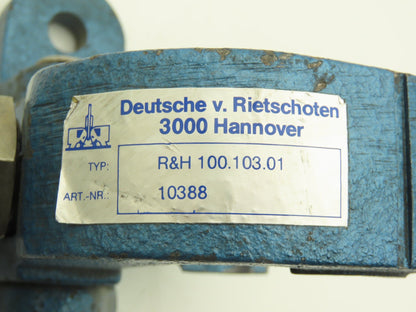 Deutsche v. Rietschoten
3000 Hannover
TYP: R&H 100.103.01
ART.-NR.: 10388